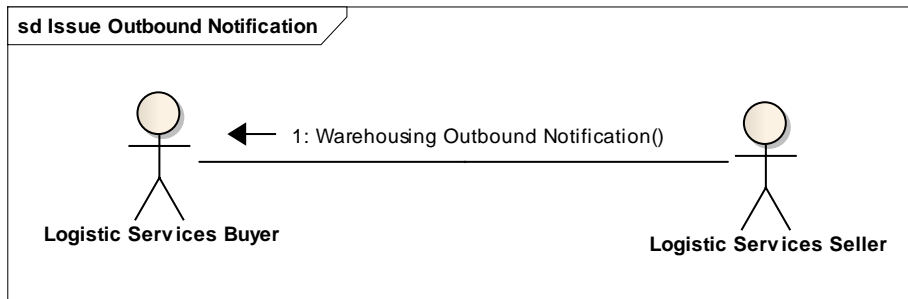 sd Issue Outbound Notification
1: Warehousing Outbound Notification()
Logistic Services Buyer
Logistic Services Seller